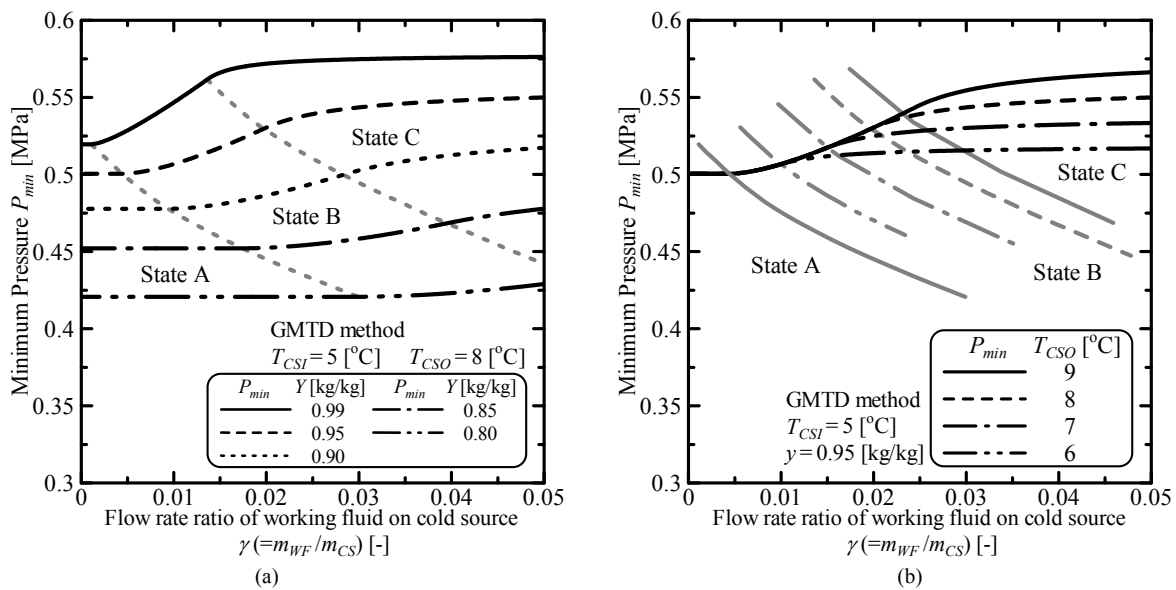 (a)
Minimum Pressure P_min [MPa]
0.6
0.55
0.5
0.45
0.4
0.35
0.3
State C
State B
State A
GMTD method
T_CSI = 5 [°C] T_CSO = 8 [°C]
P_min Y [kg/kg] P_min Y [kg/kg]
0.99 0.85
0.95 0.80
0.90
0 0.01 0.02 0.03 0.04 0.05
Flow rate ratio of working fluid on cold source
γ (=m_WF /m_CS) [-]
(a)
(b)
Minimum Pressure P_min [MPa]
0.6
0.55
0.5
0.45
0.4
0.35
0.3
State C
State A
State B
P_min T_CSO [°C]
9
8
7
6
GMTD method
T_CSI = 5 [°C]
y = 0.95 [kg/kg]
0 0.01 0.02 0.03 0.04 0.05
Flow rate ratio of working fluid on cold source
γ (=m_WF /m_CS) [-]
(b)